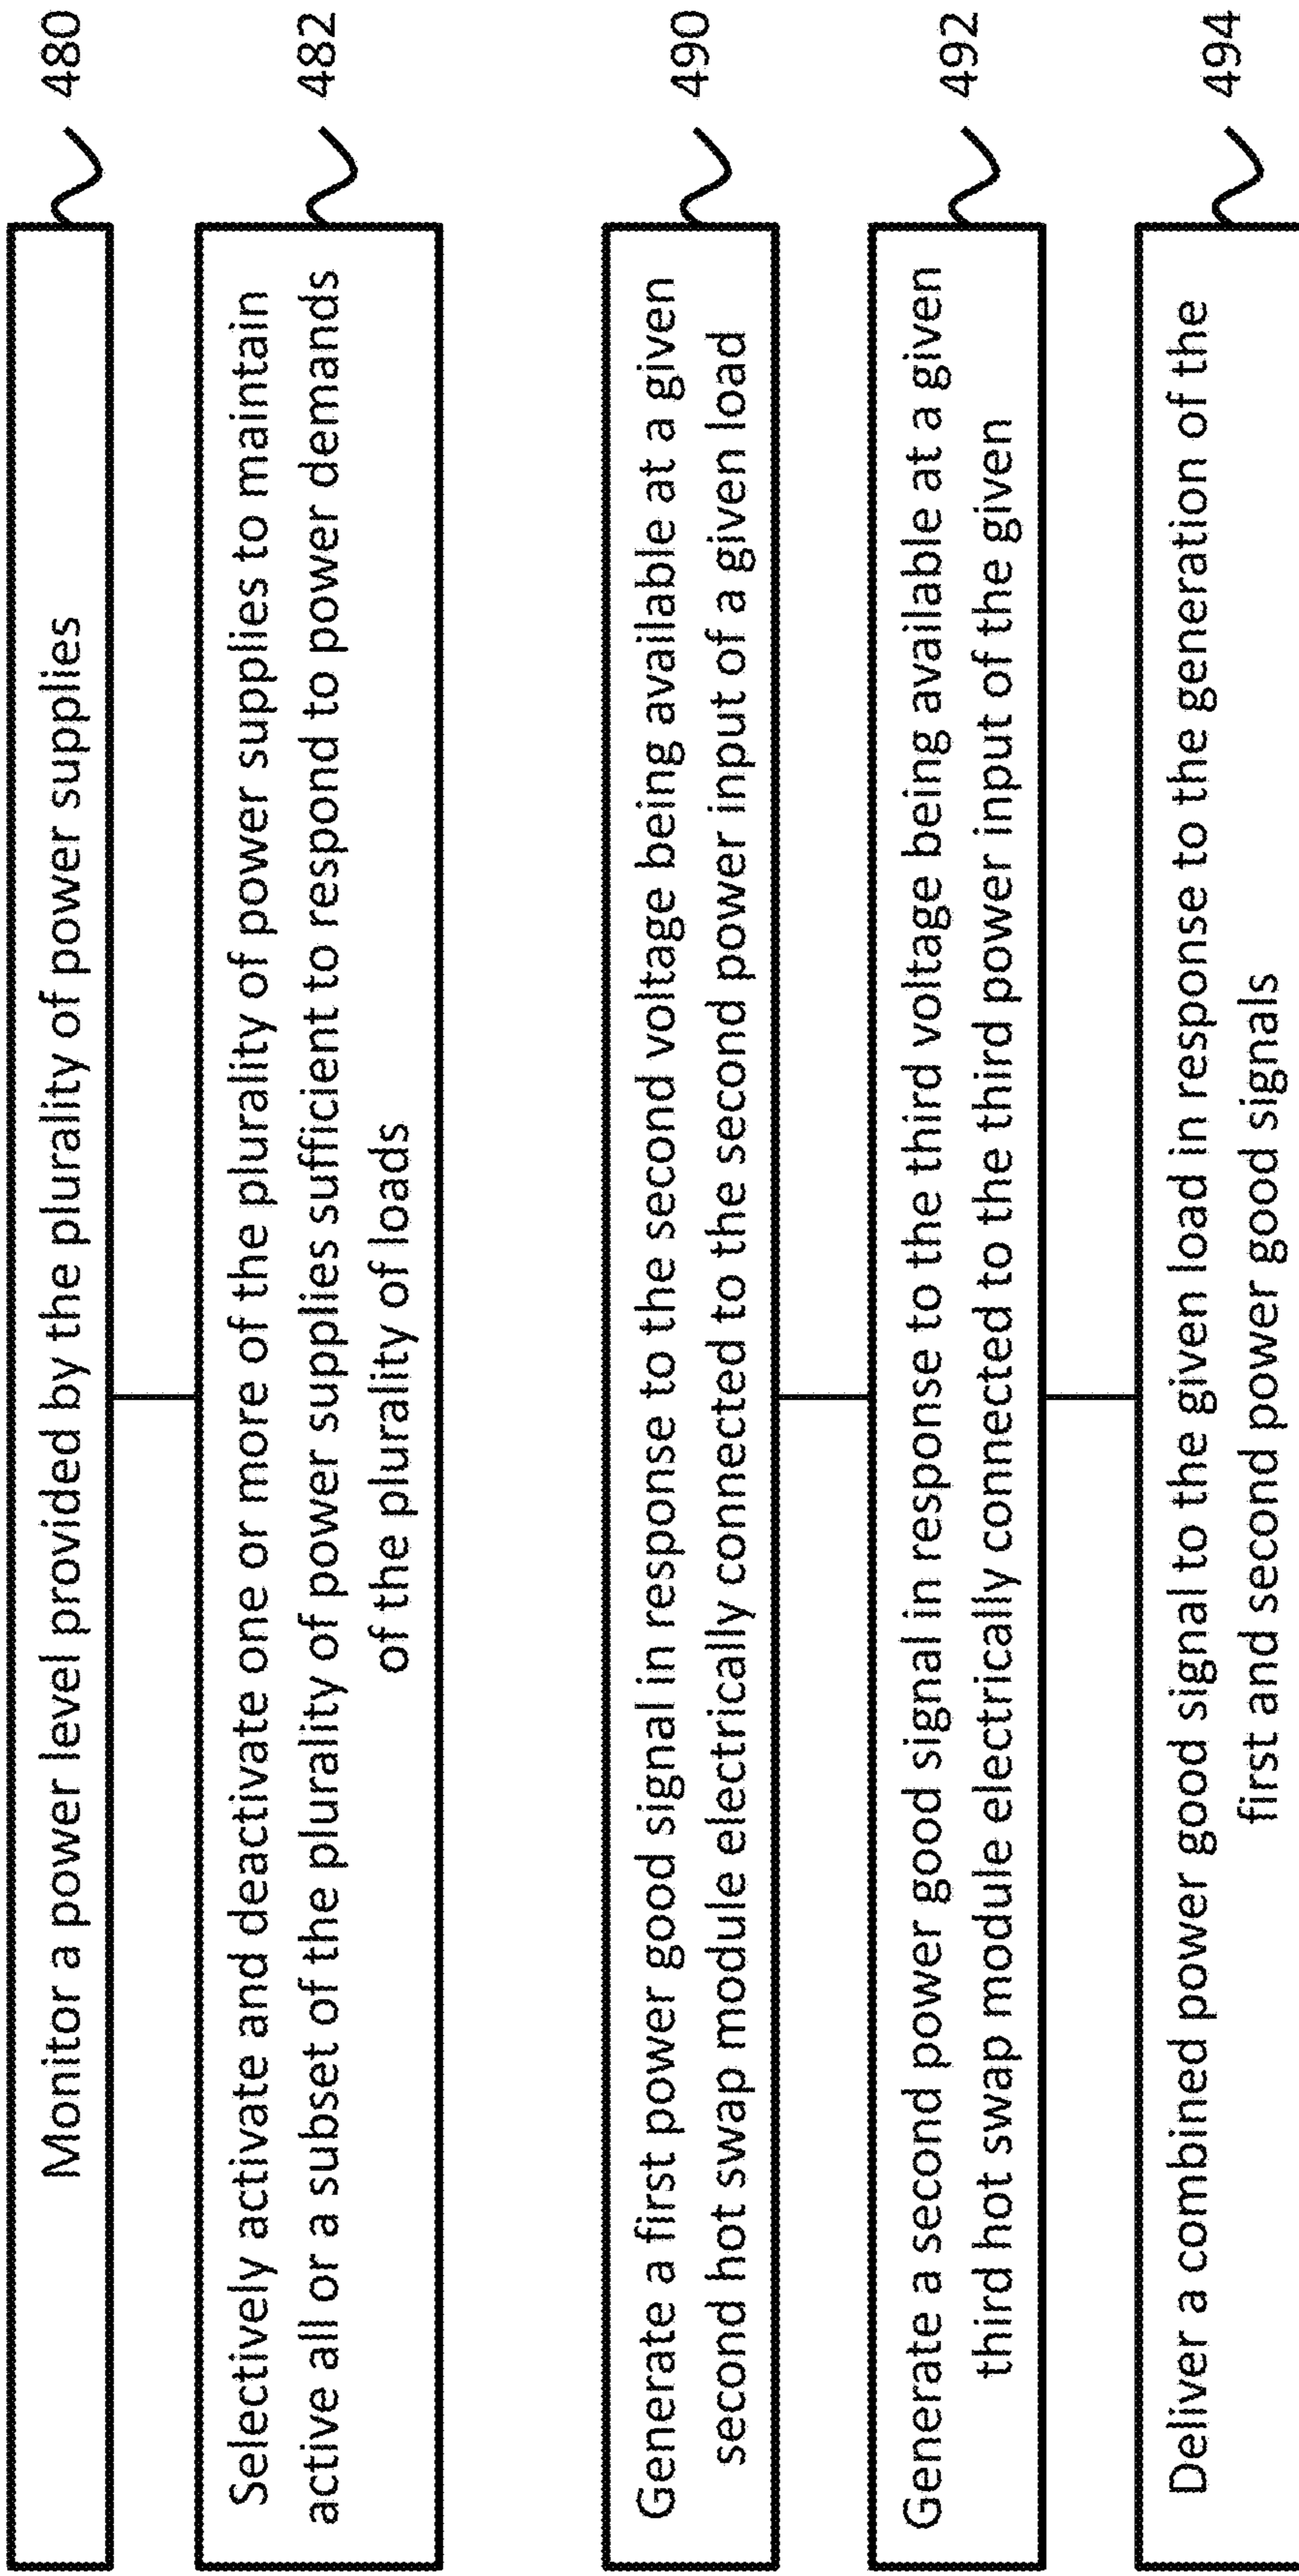 Monitor a power level provided by the plurality of power supplies
480
Selectively activate and deactivate one or more of the plurality of power supplies to maintain
active all or a subset of the plurality of power supplies sufficient to respond to power demands
of the plurality of loads
482
Generate a first power good signal in response to the second voltage being available at a given
second hot swap module electrically connected to the second power input of a given load
490
Generate a second power good signal in response to the third voltage being available at a given
third hot swap module electrically connected to the third power input of the given
492
Deliver a combined power good signal to the given load in response to the generation of the
first and second power good signals
494